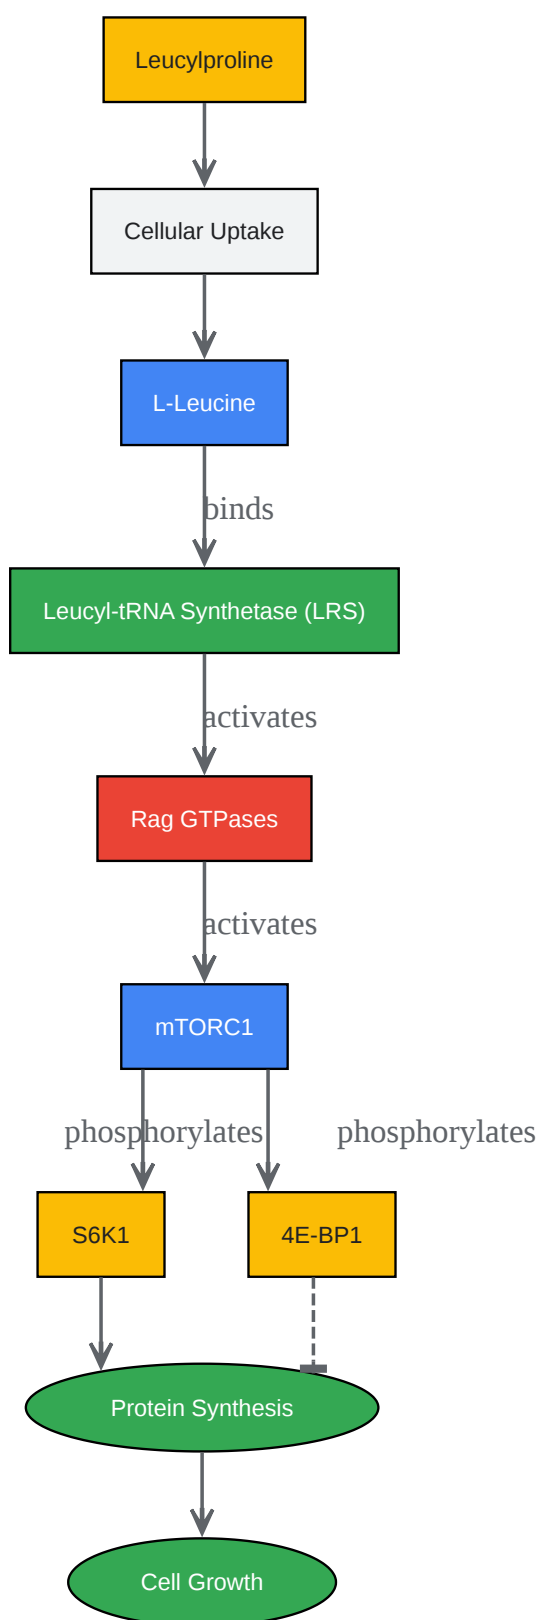 Leucylproline
Cellular Uptake
L-Leucine
binds
Leucyl-tRNA Synthetase (LRS)
activates
Rag GTPases
activates
mTORC1
phosphorylates
phosphorylates
S6K1
4E-BP1
Protein Synthesis
Cell Growth